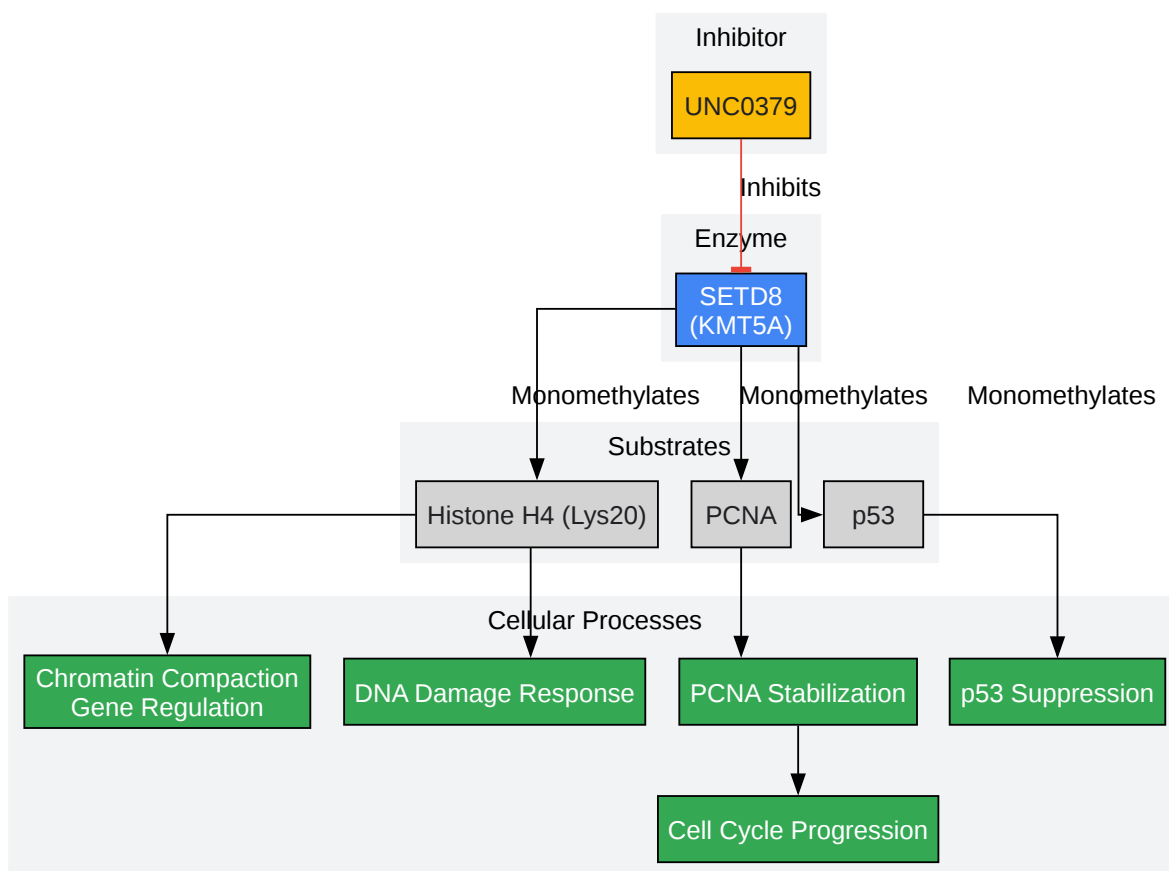 Inhibitor
UNC0379
Inhibits
Enzyme
SETD8
(KMT5A)
Monomethylates
Monomethylates
Monomethylates
Substrates
Histone H4 (Lys20)
PCNA
p53
Cellular Processes
Chromatin Compaction
Gene Regulation
DNA Damage Response
PCNA Stabilization
p53 Suppression
Cell Cycle Progression